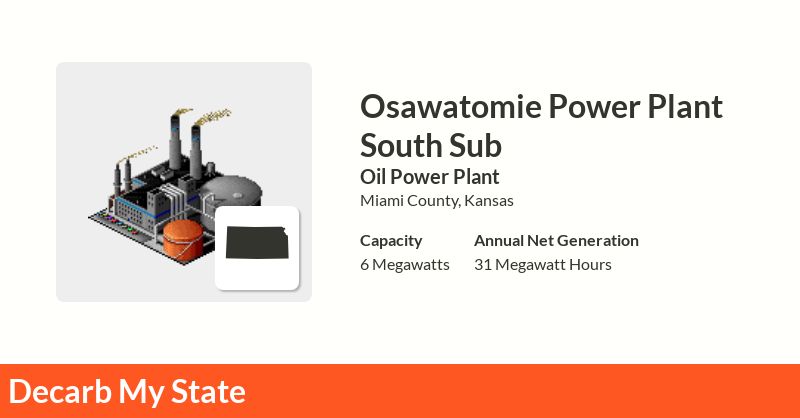 Osawatomie Power Plant
South Sub
Oil Power Plant
Miami County, Kansas
Capacity
6 Megawatts
Annual Net Generation
31 Megawatt Hours
Decarb My State